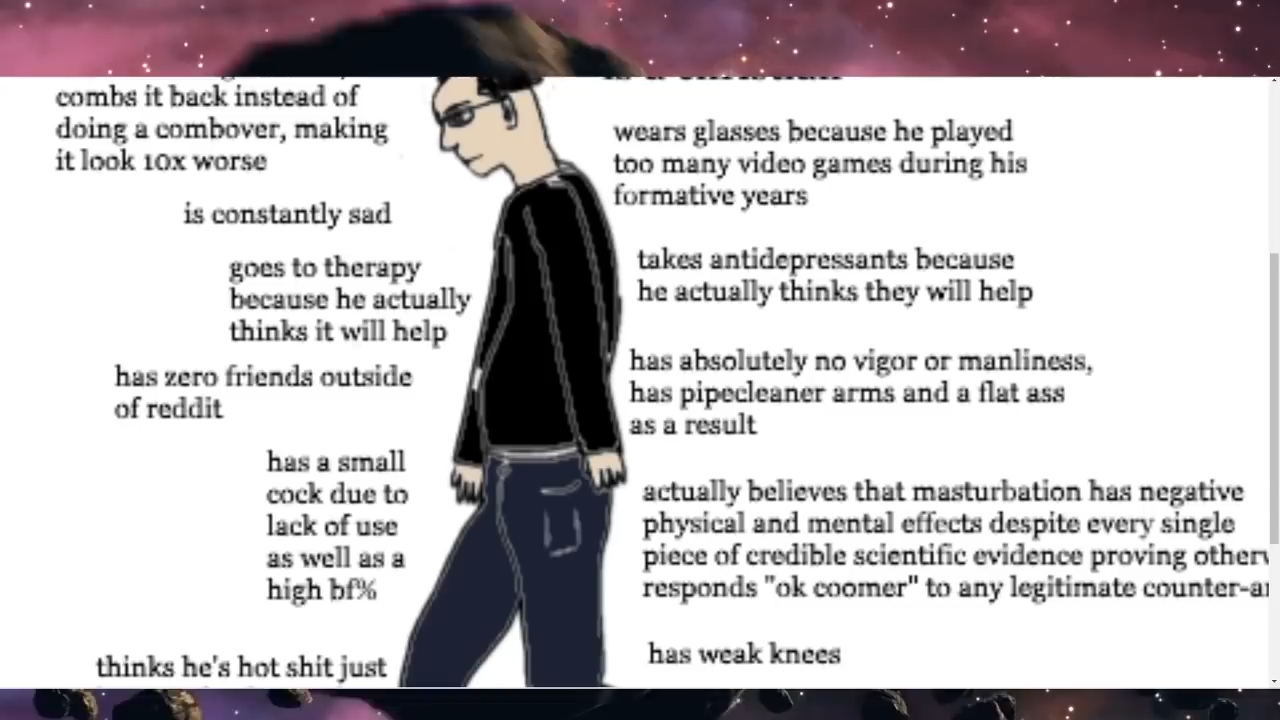 combs it back instead of
doing a combover, making
it look 10x worse
is constantly sad
goes to therapy
because he actually
thinks it will help
has zero friends outside
of reddit
has a small
cock due to
lack of use
as well as a
high bf%
thinks he's hot shit just
wears glasses because he played
too many video games during his
formative years
takes antidepressants because
he actually thinks they will help
has absolutely no vigor or manliness,
has pipecleaner arms and a flat ass
as a result
actually believes that masturbation has negative
physical and mental effects despite every single
piece of credible scientific evidence proving
responds "ok coomer" to any legitimate
has weak knees